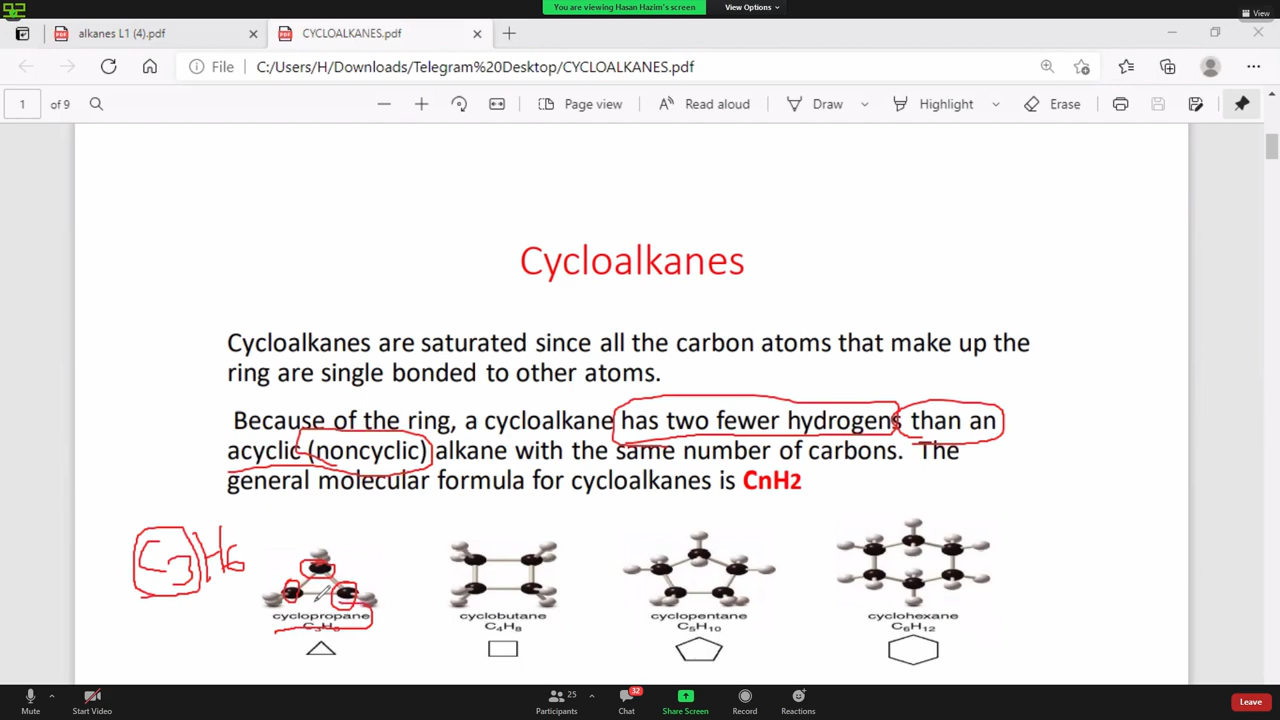 You are viewing Hasan Hazim's screen View Options
View
alkanes L1 (4).pdf CYCLOALKANES.pdf
File C:/Users/H/Downloads/Telegram%20Desktop/CYCLOALKANES.pdf
1 of 9 Page view Read aloud Draw Highlight Erase
Cycloalkanes
Cycloalkanes are saturated since all the carbon atoms that make up the
ring are single bonded to other atoms.
Because of the ring, a cycloalkane has two fewer hydrogens than an
acyclic (noncyclic) alkane with the same number of carbons. The
general molecular formula for cycloalkanes is CnH2
C3H6
cyclopropane cyclobutane cyclopentane cyclohexane
C3H6 C4H8 C5H10 C6H12
25 32
Mute Start Video Participants Chat Share Screen Record Reactions Leave